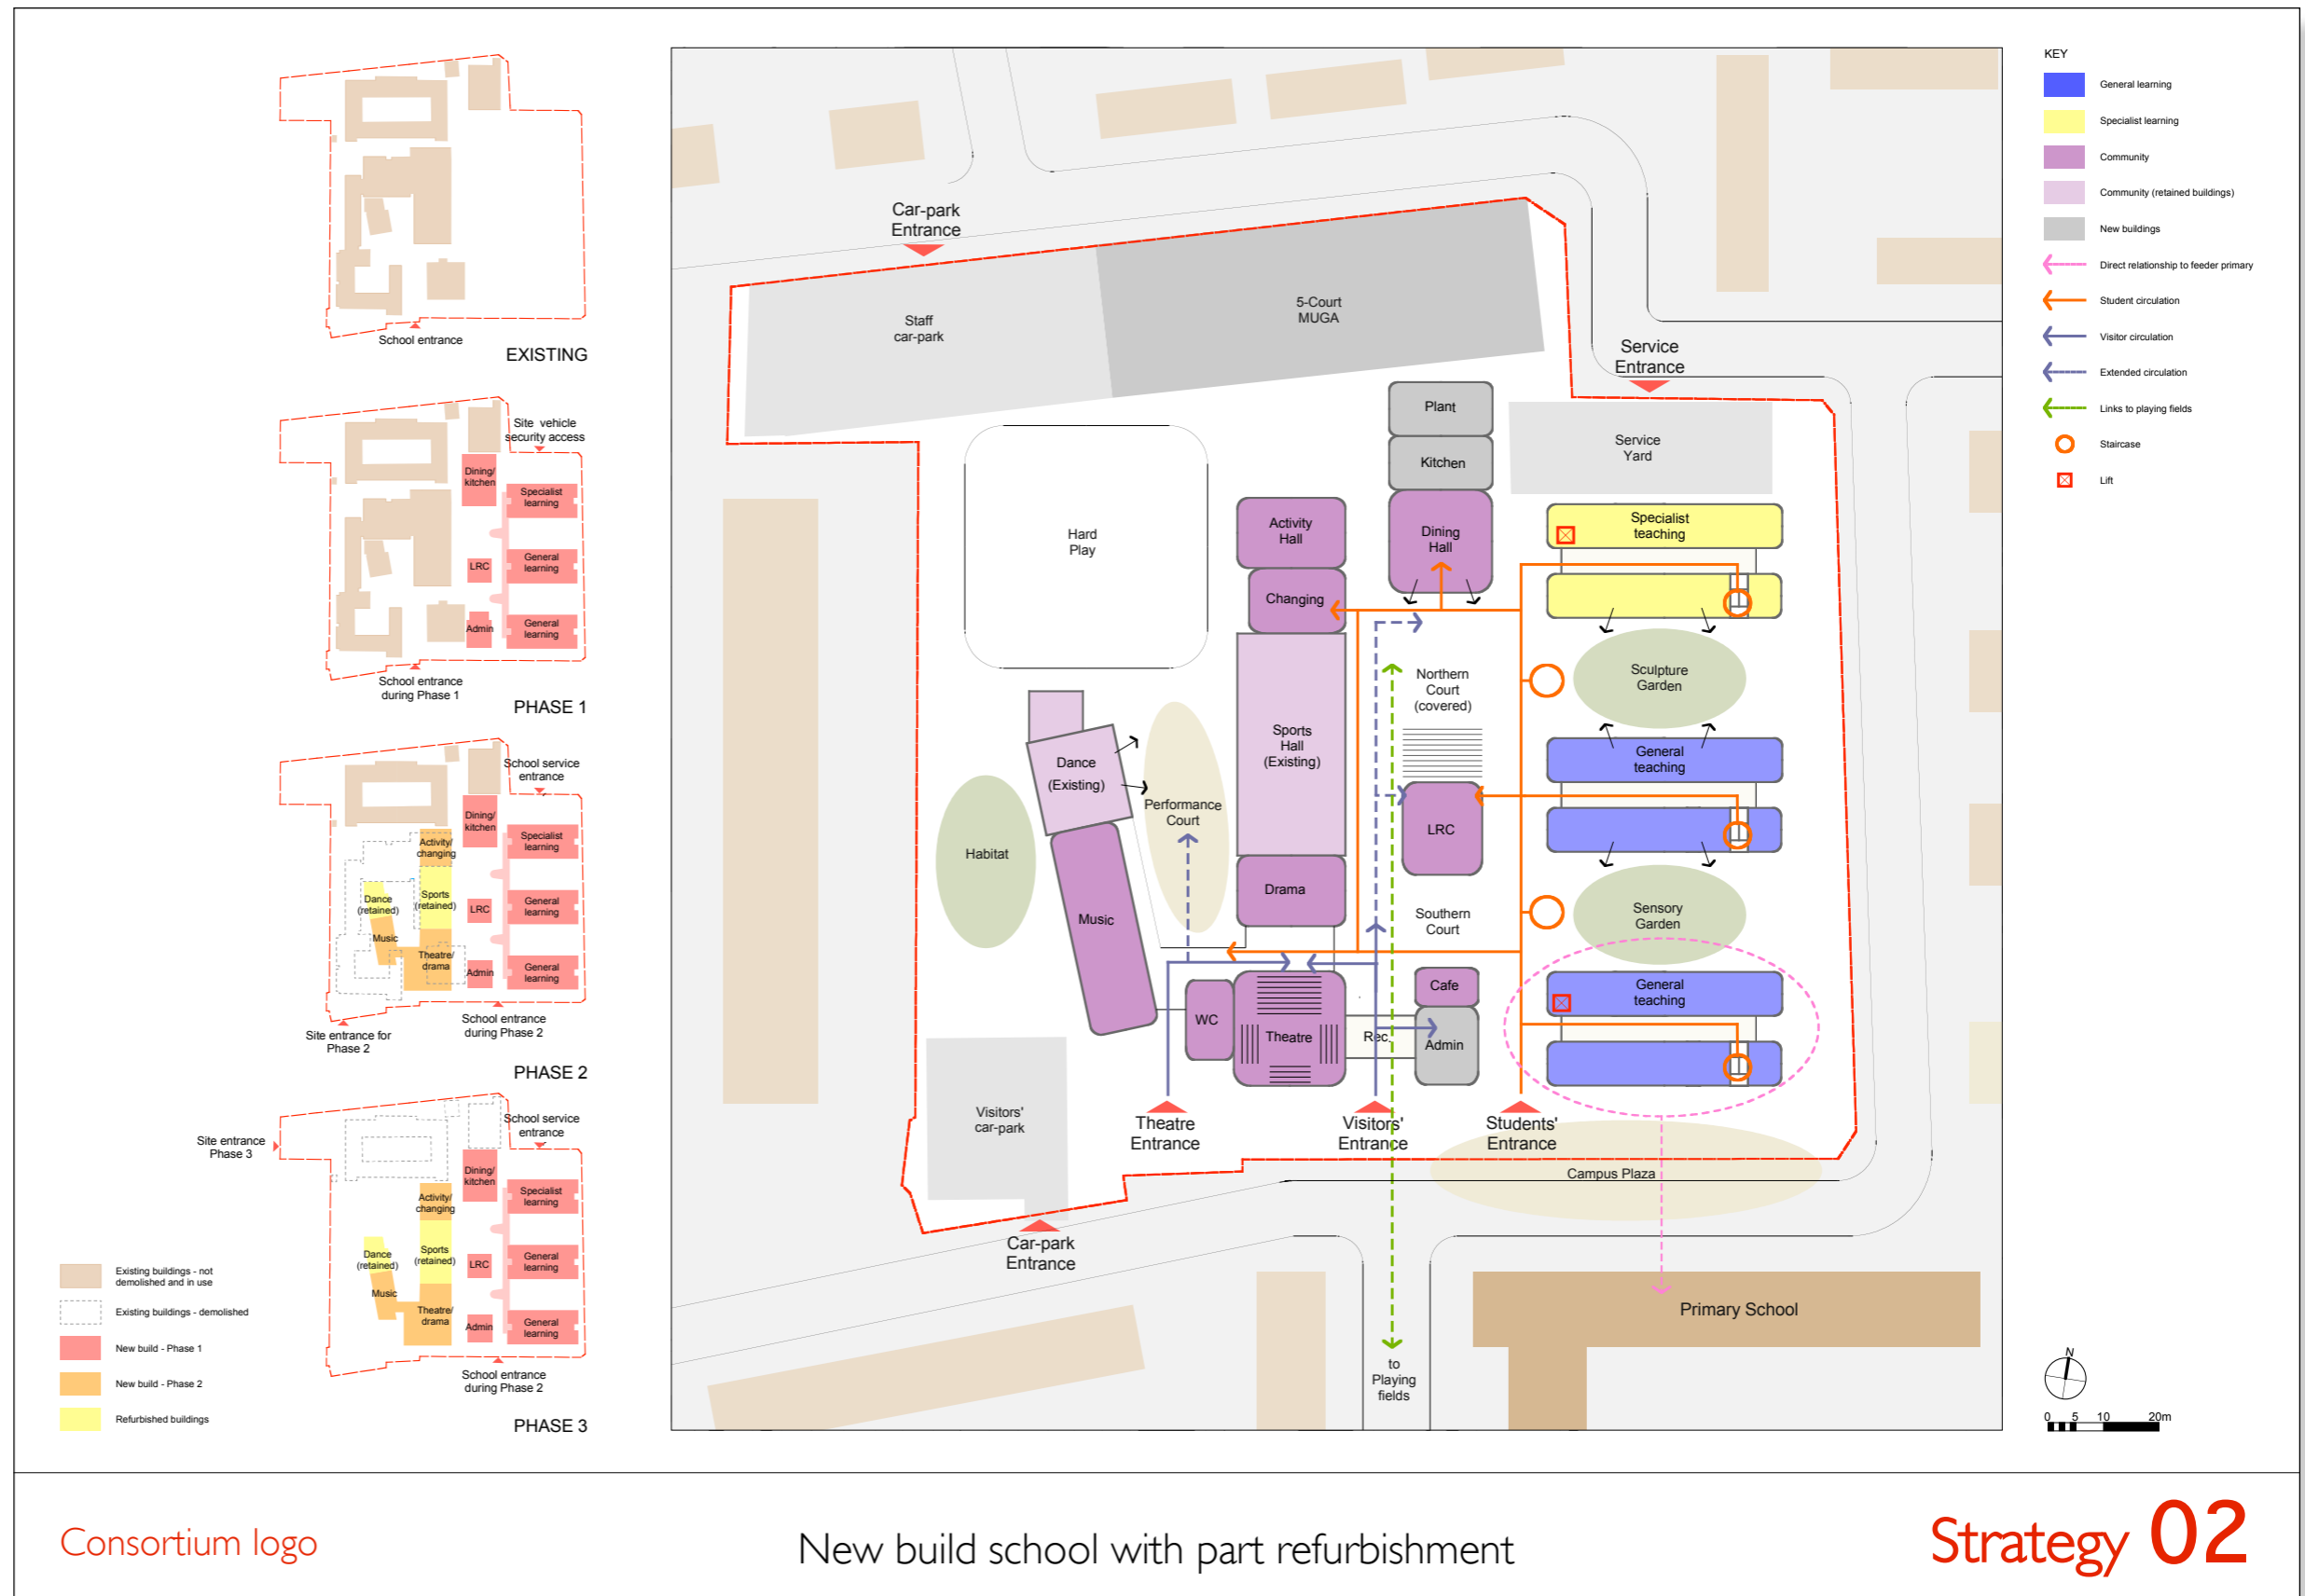 School entrance
EXISTING
Site vehicle
security access
Dining/
kitchen
Specialist
learning
LRC
General
learning
Admin
General
learning
School entrance
during Phase 1
PHASE 1
School service
entrance
Dining/
kitchen
Specialist
learning
Activity/
changing
Sports
(retained)
Dance
(retained)
LRC
General
learning
Music
Theatre/
drama
Admin
General
learning
School entrance
during Phase 2
Site entrance for
Phase 2
PHASE 2
School service
entrance
Site entrance
Phase 3
Dining/
kitchen
Specialist
learning
Activity/
changing
Sports
(retained)
Dance
(retained)
LRC
General
learning
Music
Theatre/
drama
Admin
General
learning
School entrance
during Phase 2
PHASE 3
Existing buildings - not
demolished and in use
Existing buildings - demolished
New build - Phase 1
New build - Phase 2
Refurbished buildings
Car-park
Entrance
Staff
car-park
5-Court
MUGA
Service
Entrance
Plant
Kitchen
Service
Yard
Hard
Play
Activity
Hall
Dining
Hall
Specialist
teaching
Changing
Northern
Court
(covered)
Sculpture
Garden
Sports
Hall
(Existing)
Dance
(Existing)
Performance
Court
General
teaching
LRC
Habitat
Drama
Music
Southern
Court
Sensory
Garden
Cafe
General
teaching
WC
Theatre
Rec.
Admin
Visitors'
car-park
Theatre
Entrance
Visitors'
Entrance
Students'
Entrance
Campus Plaza
Car-park
Entrance
Primary School
to
Playing
fields
KEY
General learning
Specialist learning
Community
Community (retained buildings)
New buildings
Direct relationship to feeder primary
Student circulation
Visitor circulation
Extended circulation
Links to playing fields
Staircase
Lift
N
0 5 10 20m
Consortium logo
New build school with part refurbishment
Strategy 02